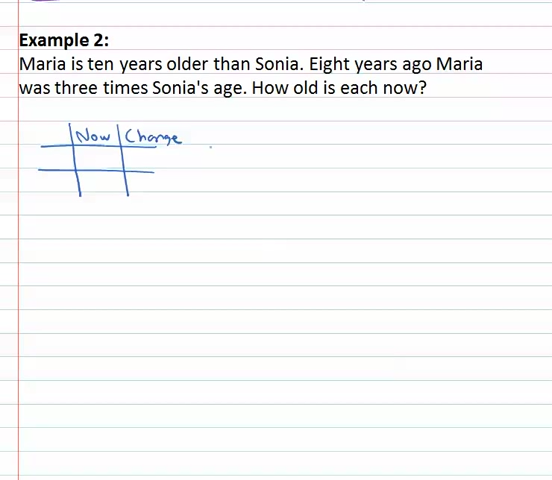 Example 2:
Maria is ten years older than Sonia. Eight years ago Maria
was three times Sonia's age. How old is each now?
Now Change